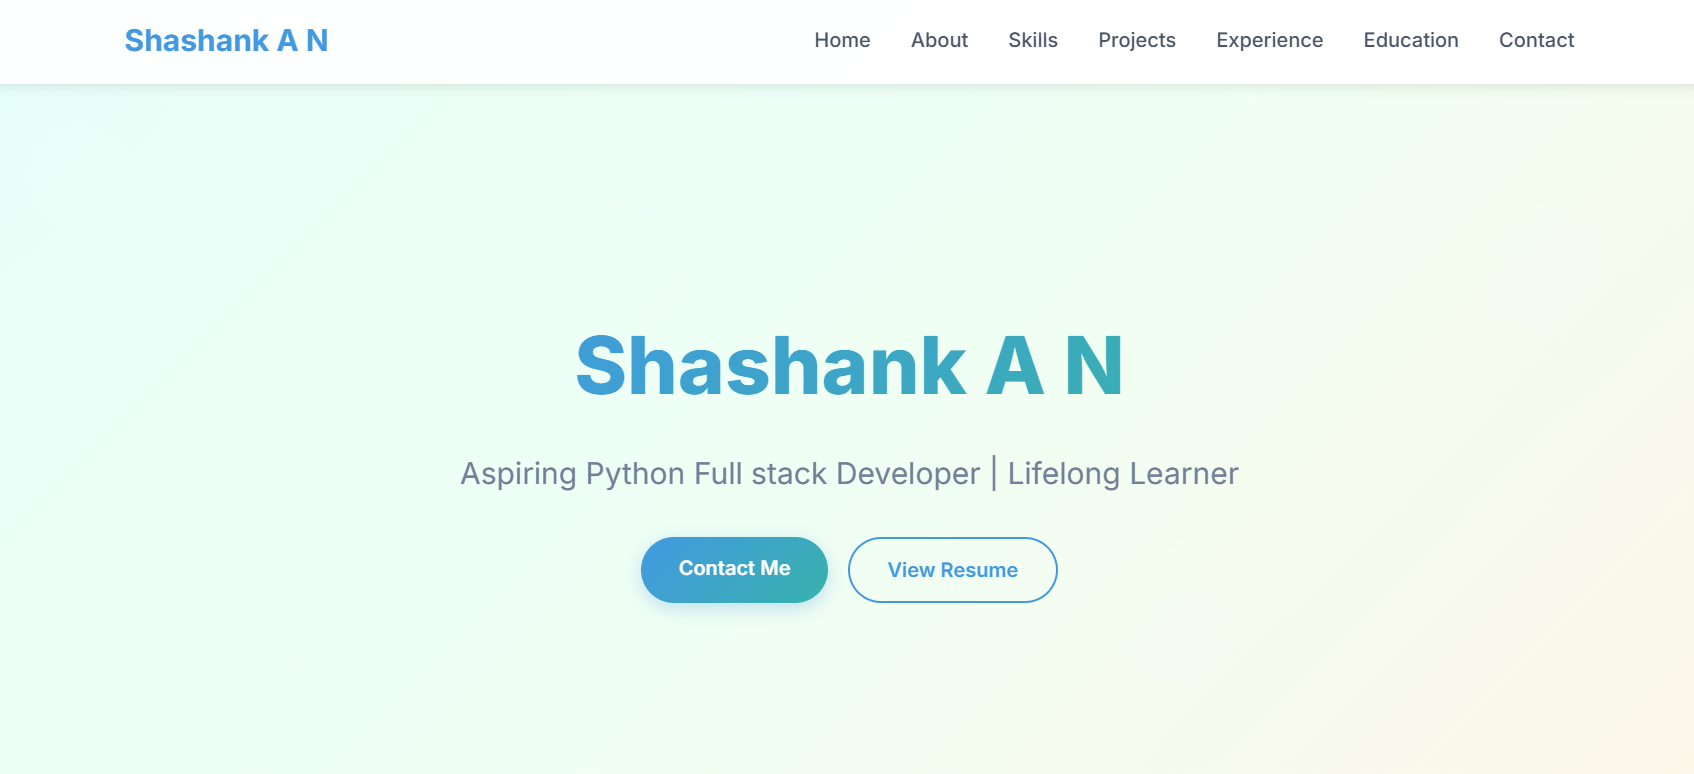 Shashank A N
Home About Skills Projects Experience Education Contact
Shashank A N
Aspiring Python Full stack Developer | Lifelong Learner
Contact Me
View Resume